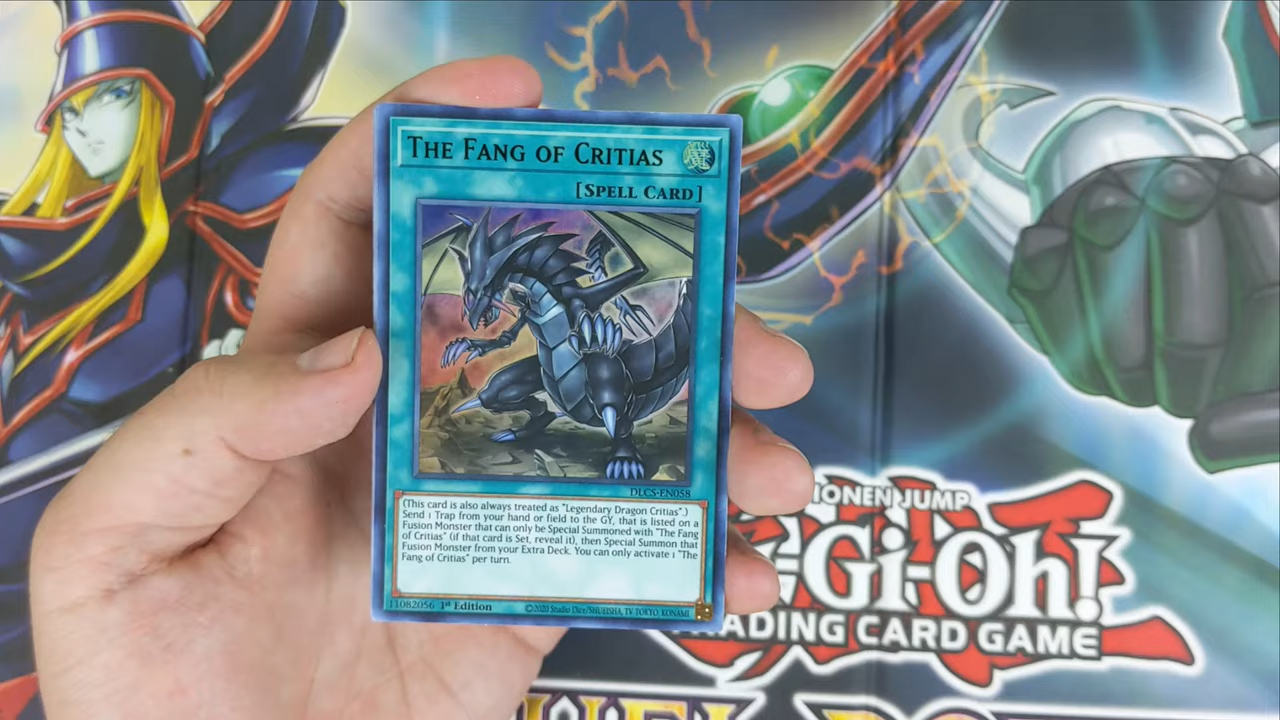 THE FANG OF CRITIAS
魔
[SPELL CARD]
DLCS-EN058
(This card is also always treated as "Legendary Dragon Critias".)
Send 1 Trap from your hand or field to the GY, that is listed on a
Fusion Monster that can only be Special Summoned with "The Fang
of Critias" (if that card is Set, reveal it), then Special Summon that
Fusion Monster from your Extra Deck. You can only activate 1 "The
Fang of Critias" per turn.
11082056 1st Edition
©2020 Studio Dice/SHUEISHA, TV TOKYO, KONAMI
JUMP
Gi-Oh!
TRADING CARD GAME